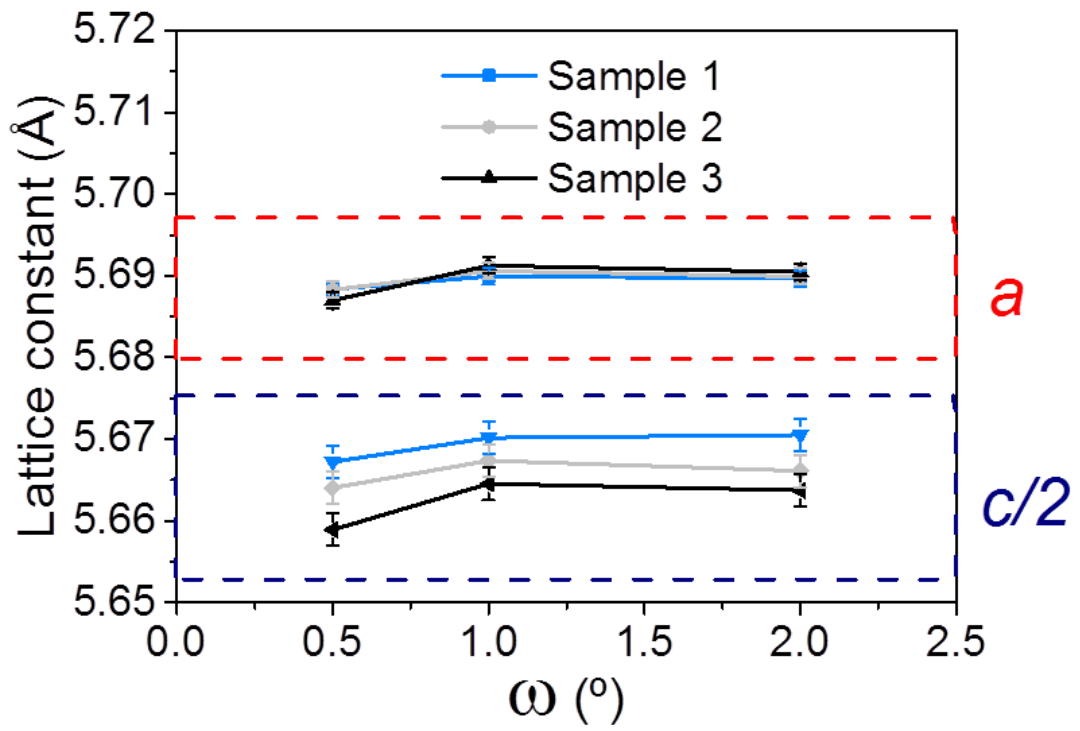 5.72
5.71
5.70
5.69
5.68
5.67
5.66
5.65
Lattice constant (Å)
Sample 1
Sample 2
Sample 3
a
c/2
0.0 0.5 1.0 1.5 2.0 2.5
ω (º)